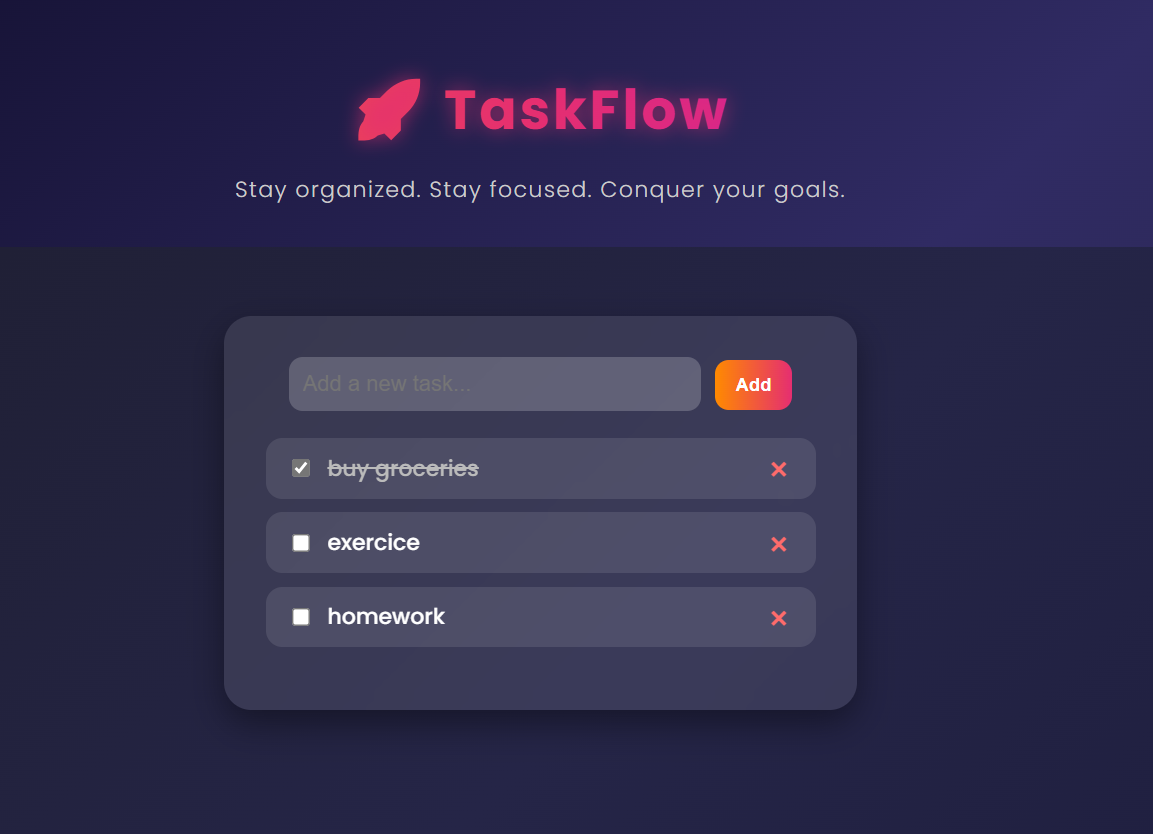 TaskFlow
Stay organized. Stay focused. Conquer your goals.
Add a new task...
Add
buy groceries
exercice
homework